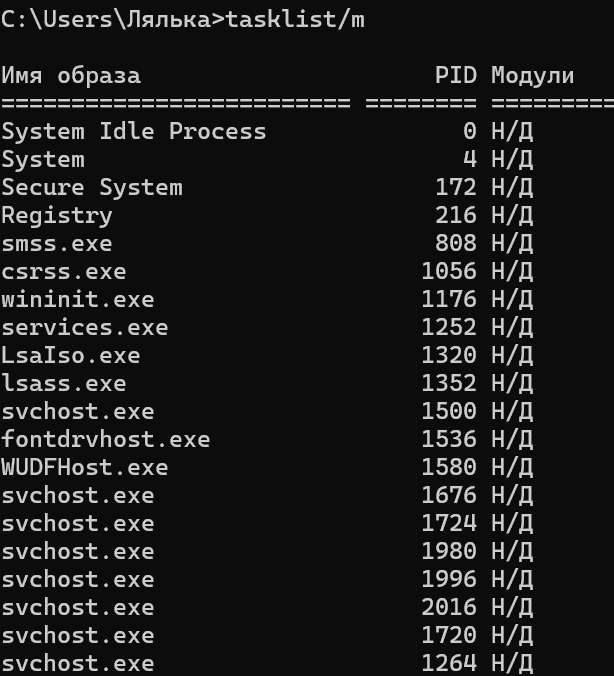 C:\Users\Лялька>tasklist/m
Имя образа PID Модули
========================= ======== =========
System Idle Process 0 Н/Д
System 4 Н/Д
Secure System 172 Н/Д
Registry 216 Н/Д
smss.exe 808 Н/Д
csrss.exe 1056 Н/Д
wininit.exe 1176 Н/Д
services.exe 1252 Н/Д
LsaIso.exe 1320 Н/Д
lsass.exe 1352 Н/Д
svchost.exe 1500 Н/Д
fontdrvhost.exe 1536 Н/Д
WUDFHost.exe 1580 Н/Д
svchost.exe 1676 Н/Д
svchost.exe 1724 Н/Д
svchost.exe 1980 Н/Д
svchost.exe 1996 Н/Д
svchost.exe 2016 Н/Д
svchost.exe 1720 Н/Д
svchost.exe 1264 Н/Д